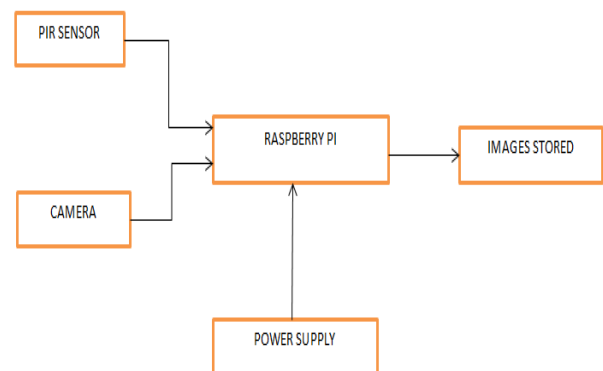 PIR SENSOR
RASPBERRY PI
IMAGES STORED
CAMERA
POWER SUPPLY